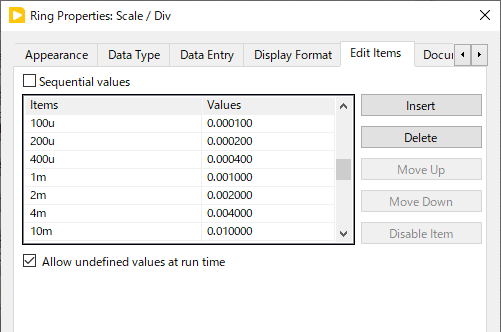 Ring Properties: Scale / Div
Appearance Data Type Data Entry Display Format Edit Items Docu
Sequential values
Items Values
100u 0.000100
200u 0.000200
400u 0.000400
1m 0.001000
2m 0.002000
4m 0.004000
10m 0.010000
Insert
Delete
Move Up
Move Down
Disable Item
Allow undefined values at run time